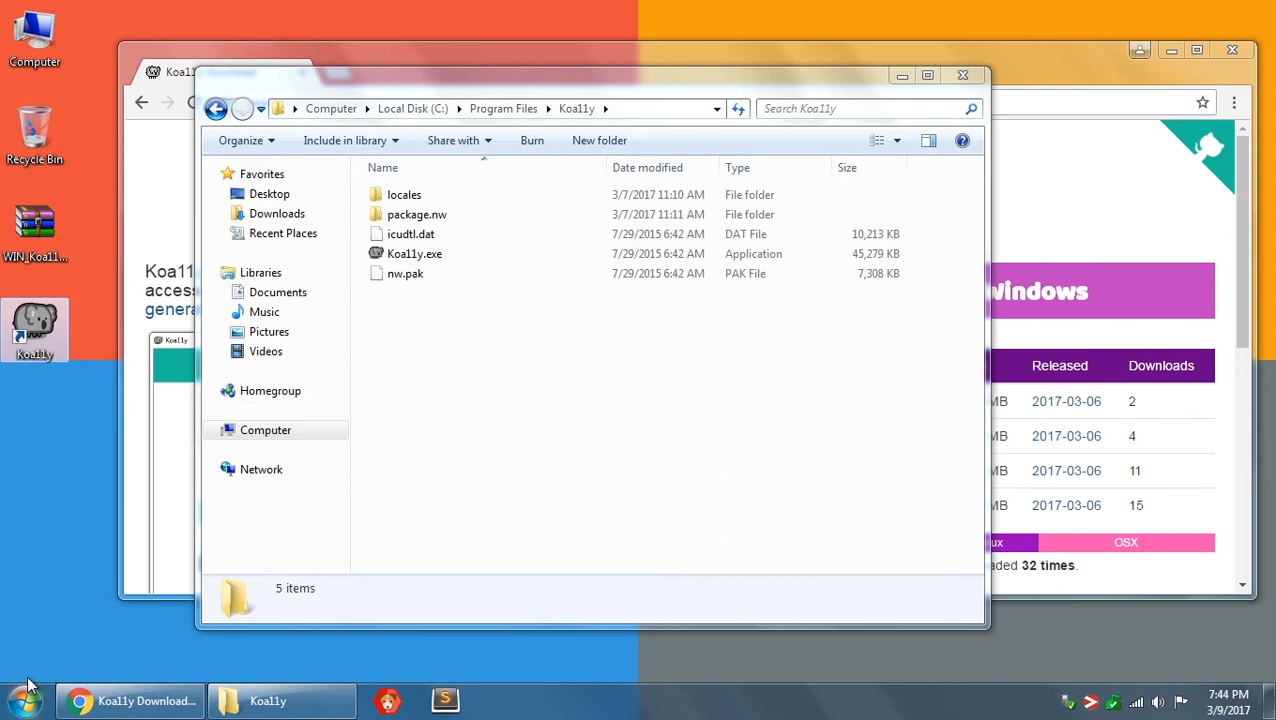 Computer
Recycle Bin
WIN_Koa11...
Koa11y
Koa11
Computer
Local Disk (C:)
Program Files
Koa11y
Search Koa11y
Organize
Include in library
Share with
Burn
New folder
Name
Date modified
Type
Size
Favorites
Desktop
Downloads
Recent Places
Libraries
Documents
Music
Pictures
Videos
Homegroup
Computer
Network
locales 3/7/2017 11:10 AM File folder
package.nw 3/7/2017 11:11 AM File folder
icudtl.dat 7/29/2015 6:42 AM DAT File 10,213 KB
Koa11y.exe 7/29/2015 6:42 AM Application 45,279 KB
nw.pak 7/29/2015 6:42 AM PAK File 7,308 KB
5 items
Koa11
access
genera
Koa11y
Windows
Released Downloads
MB 2017-03-06 2
MB 2017-03-06 4
MB 2017-03-06 11
MB 2017-03-06 15
ux OSX
aded 32 times.
Koa11y Download...
Koa11y
S
7:44 PM
3/9/2017